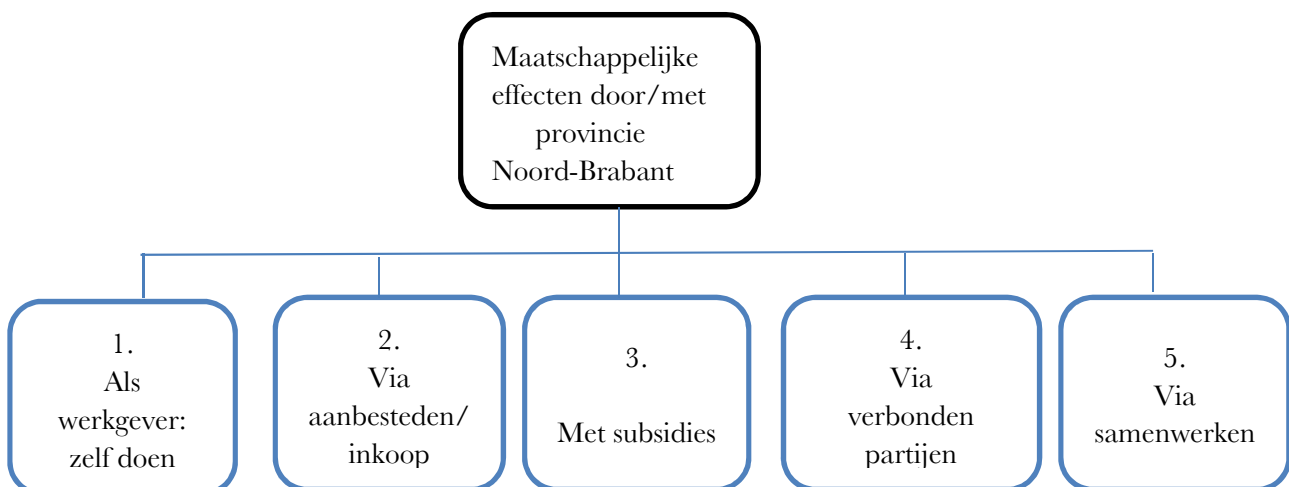 Maatschappelijke
effecten door/met
provincie
Noord-Brabant
1.
Als
werkgever:
zelf doen
2.
Via
aanbesteden/
inkoop
3.
Met subsidies
4.
Via
verbonden
partijen
5.
Via
samenwerken